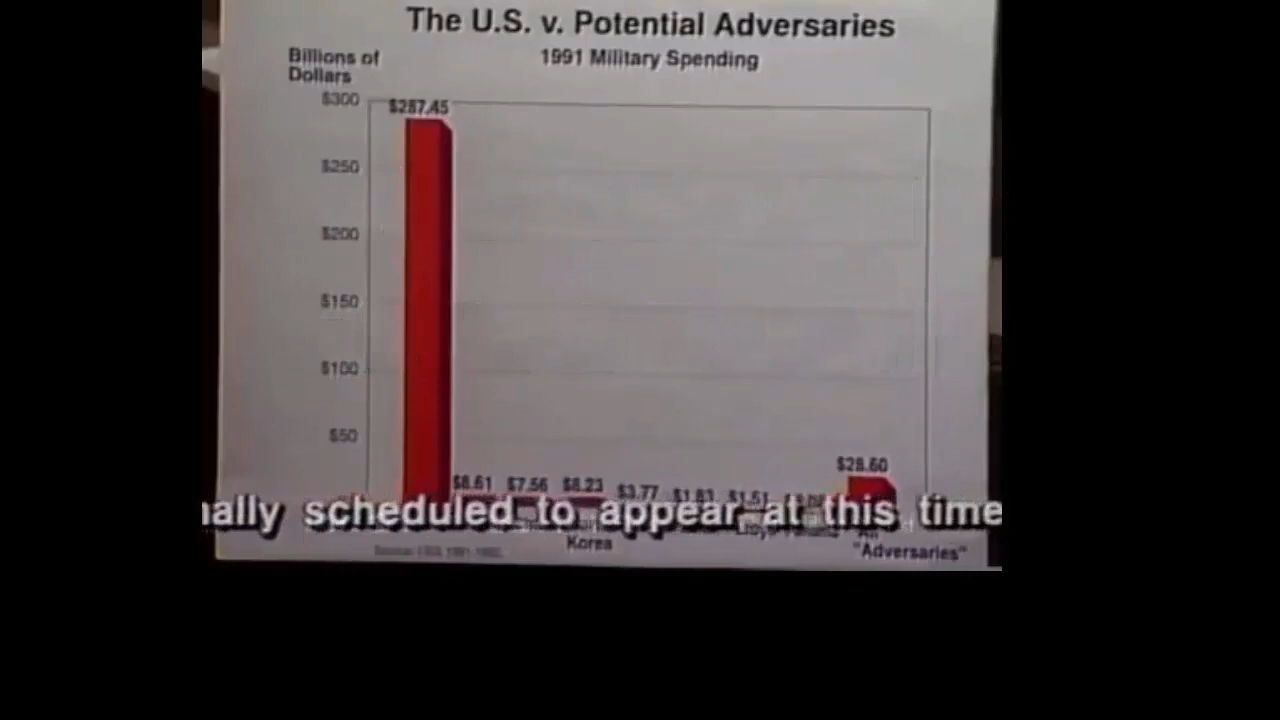 The U.S. v. Potential Adversaries
Billions of
Dollars
1991 Military Spending
$300
$287.45
$250
$200
$150
$100
$50
$28.60
$8.61 $7.56 $8.23 $3.77 $1.83 $1.51
nally scheduled to appear at this time
Korea
"Adversaries"